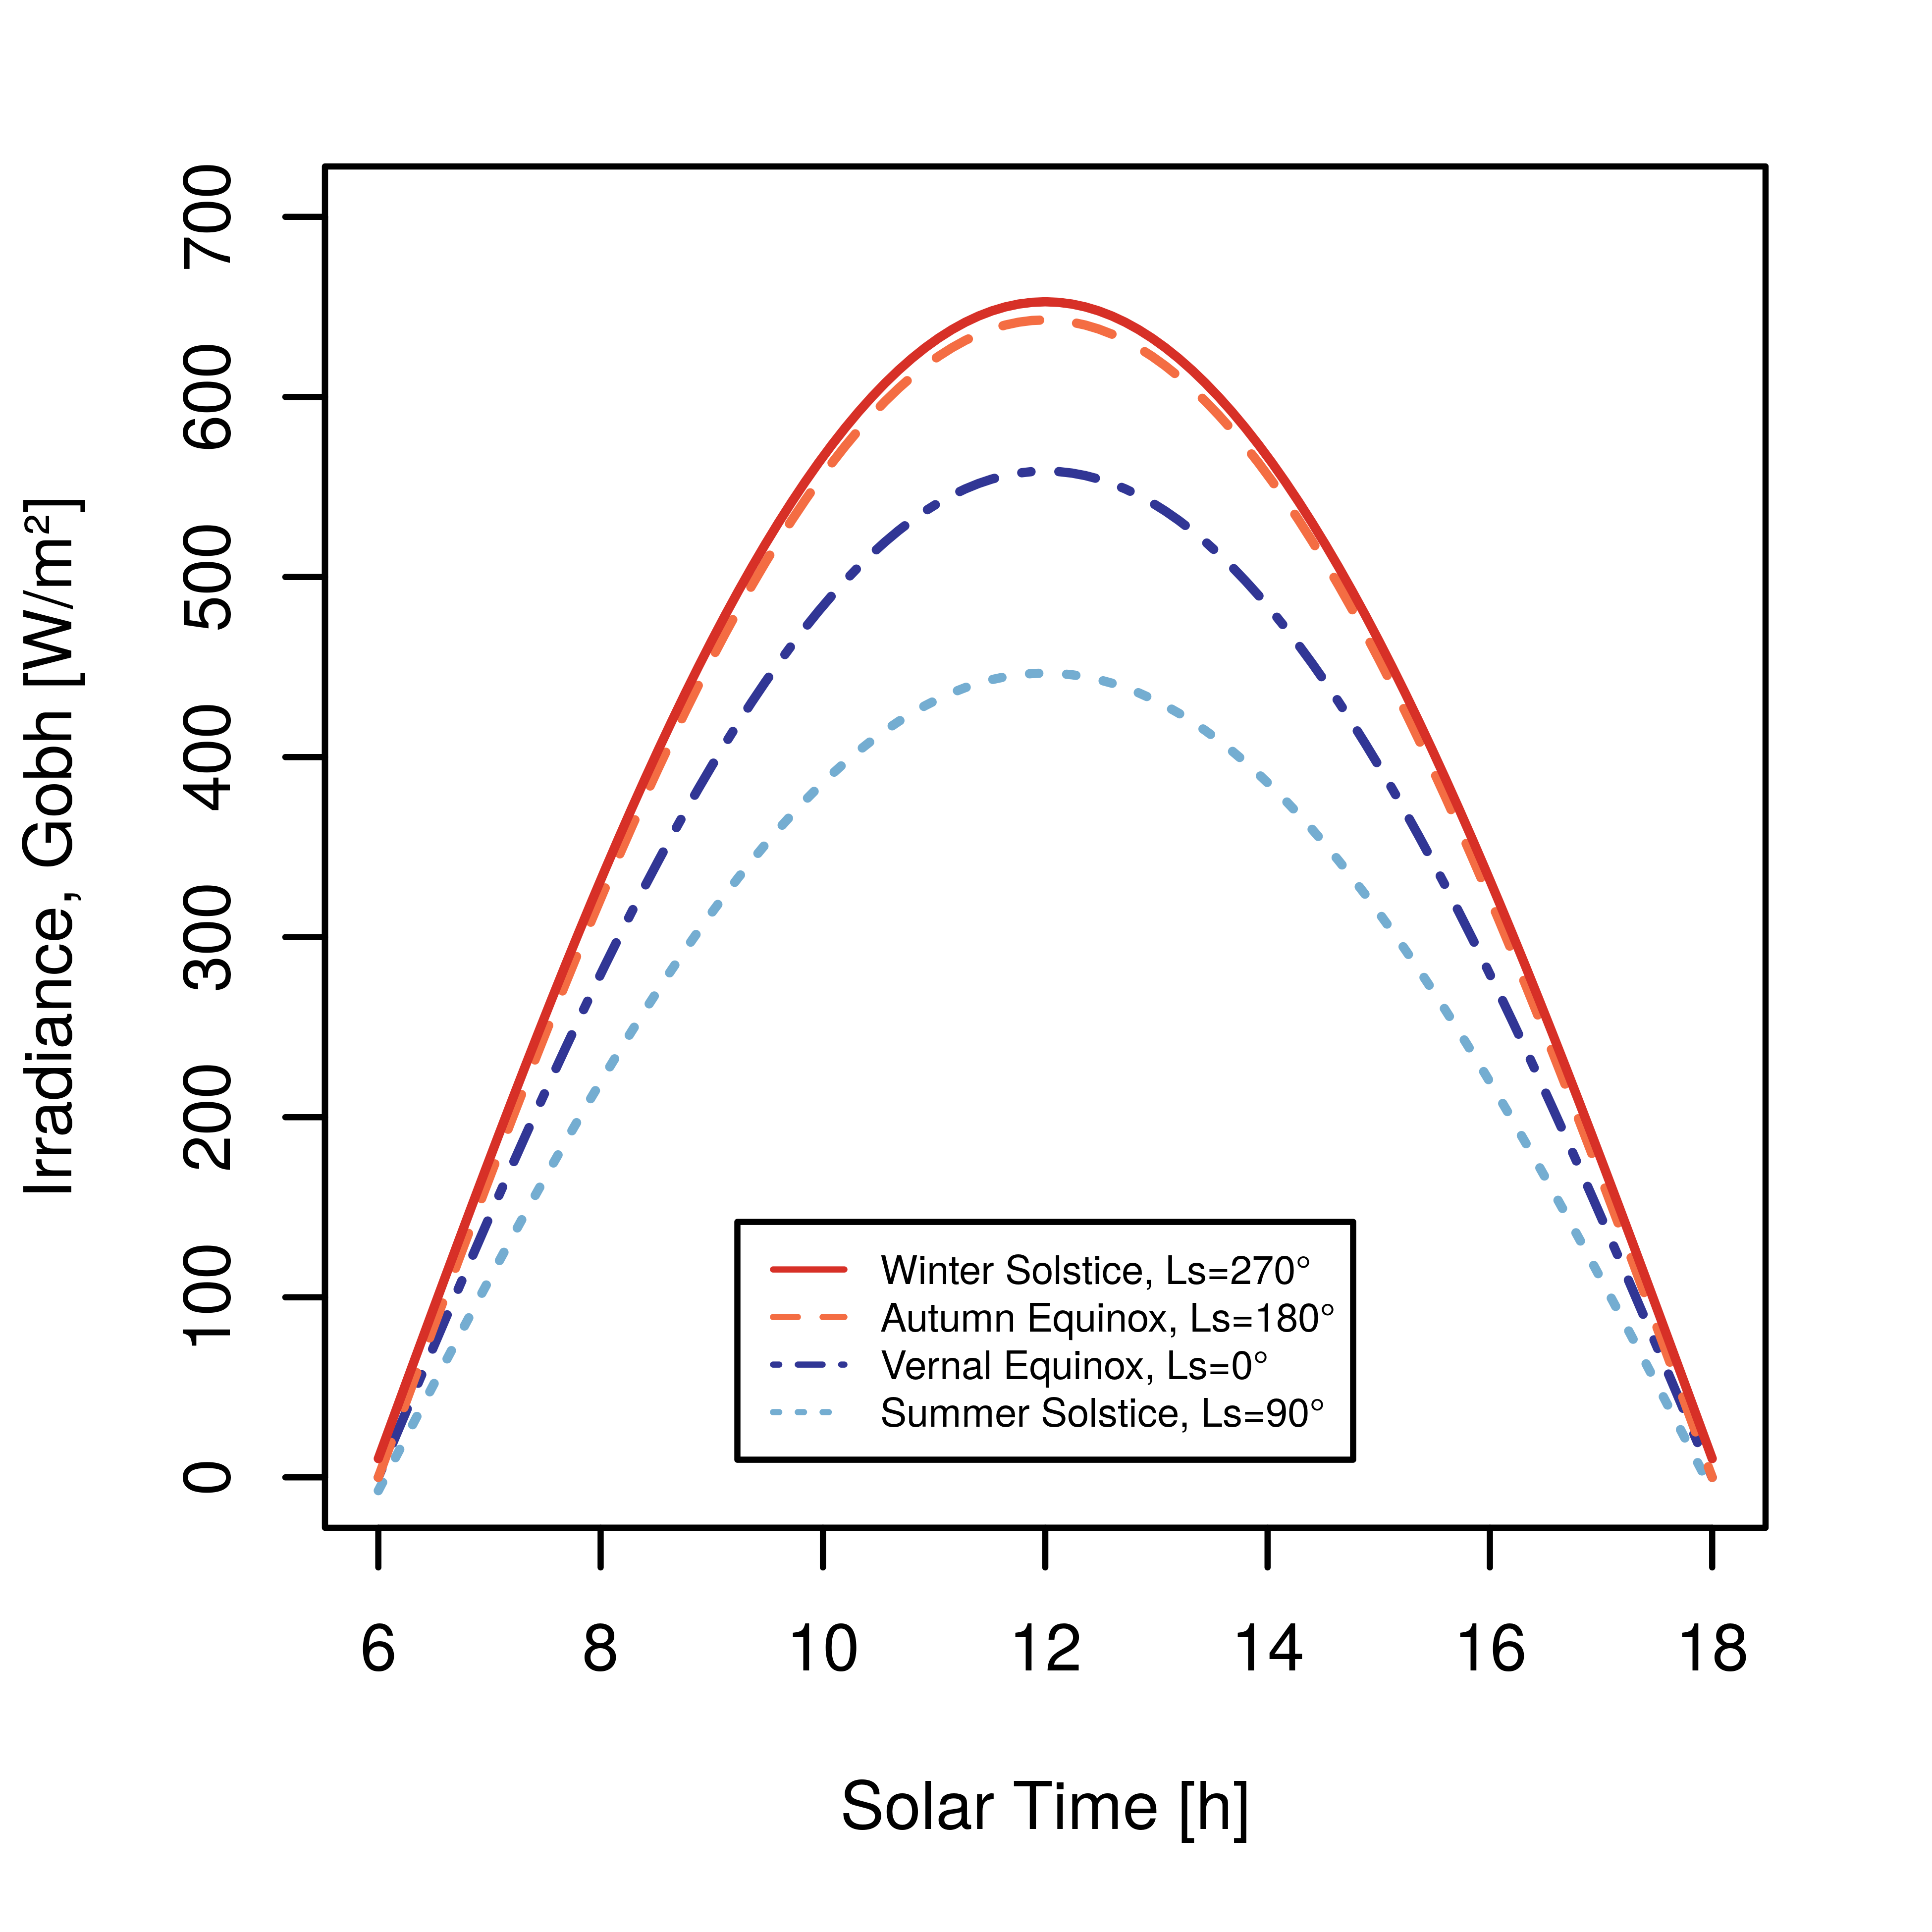 Irradiance, Gobh [W/m²]
700
600
500
400
300
200
100
0
Winter Solstice, Ls=270°
Autumn Equinox, Ls=180°
Vernal Equinox, Ls=0°
Summer Solstice, Ls=90°
6 8 10 12 14 16 18
Solar Time [h]